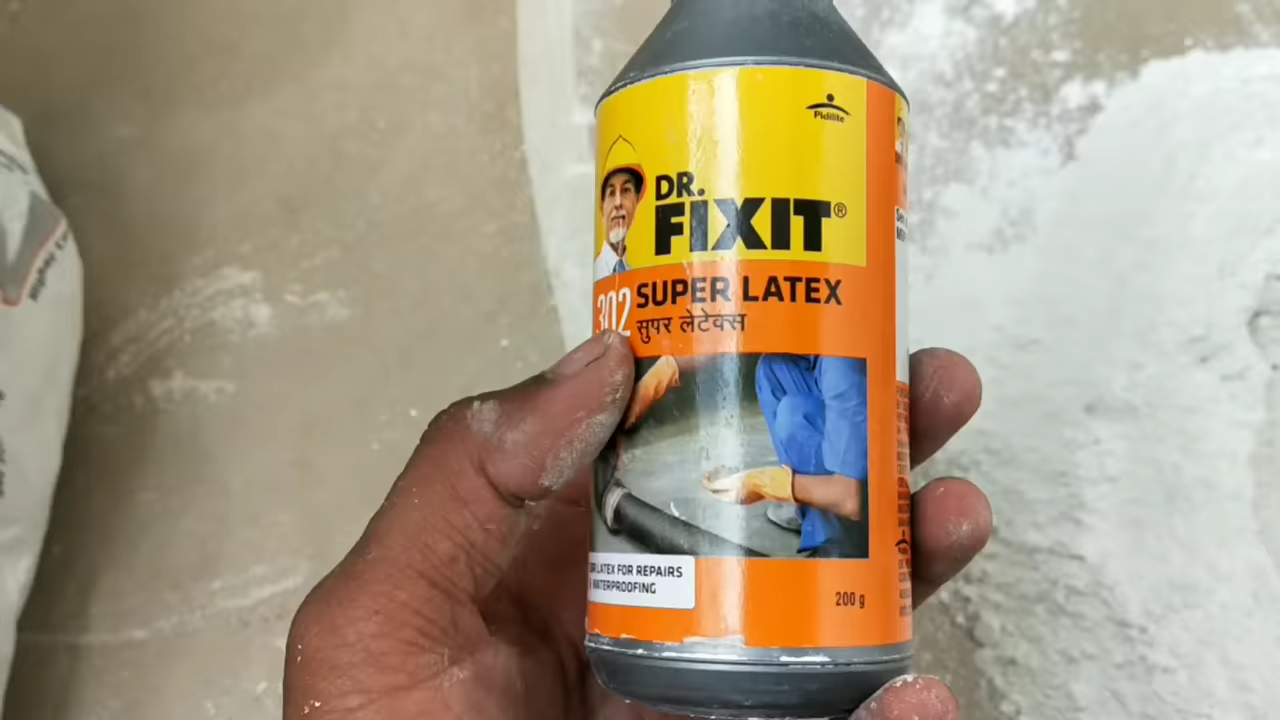 Pidilite
DR.
FIXIT®
302 SUPER LATEX
सुपर लेटेक्स
LATEX FOR REPAIRS
WATERPROOFING
200 g